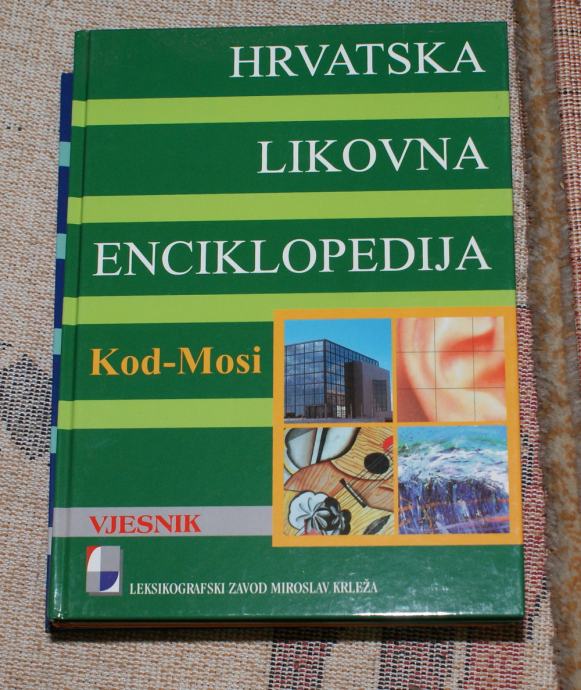 HRVATSKA
LIKOVNA
ENCIKLOPEDIJA
Kod-Mosi
VJESNIK
LEKSIKOGRAFSKI ZAVOD MIROSLAV KRLEŽA